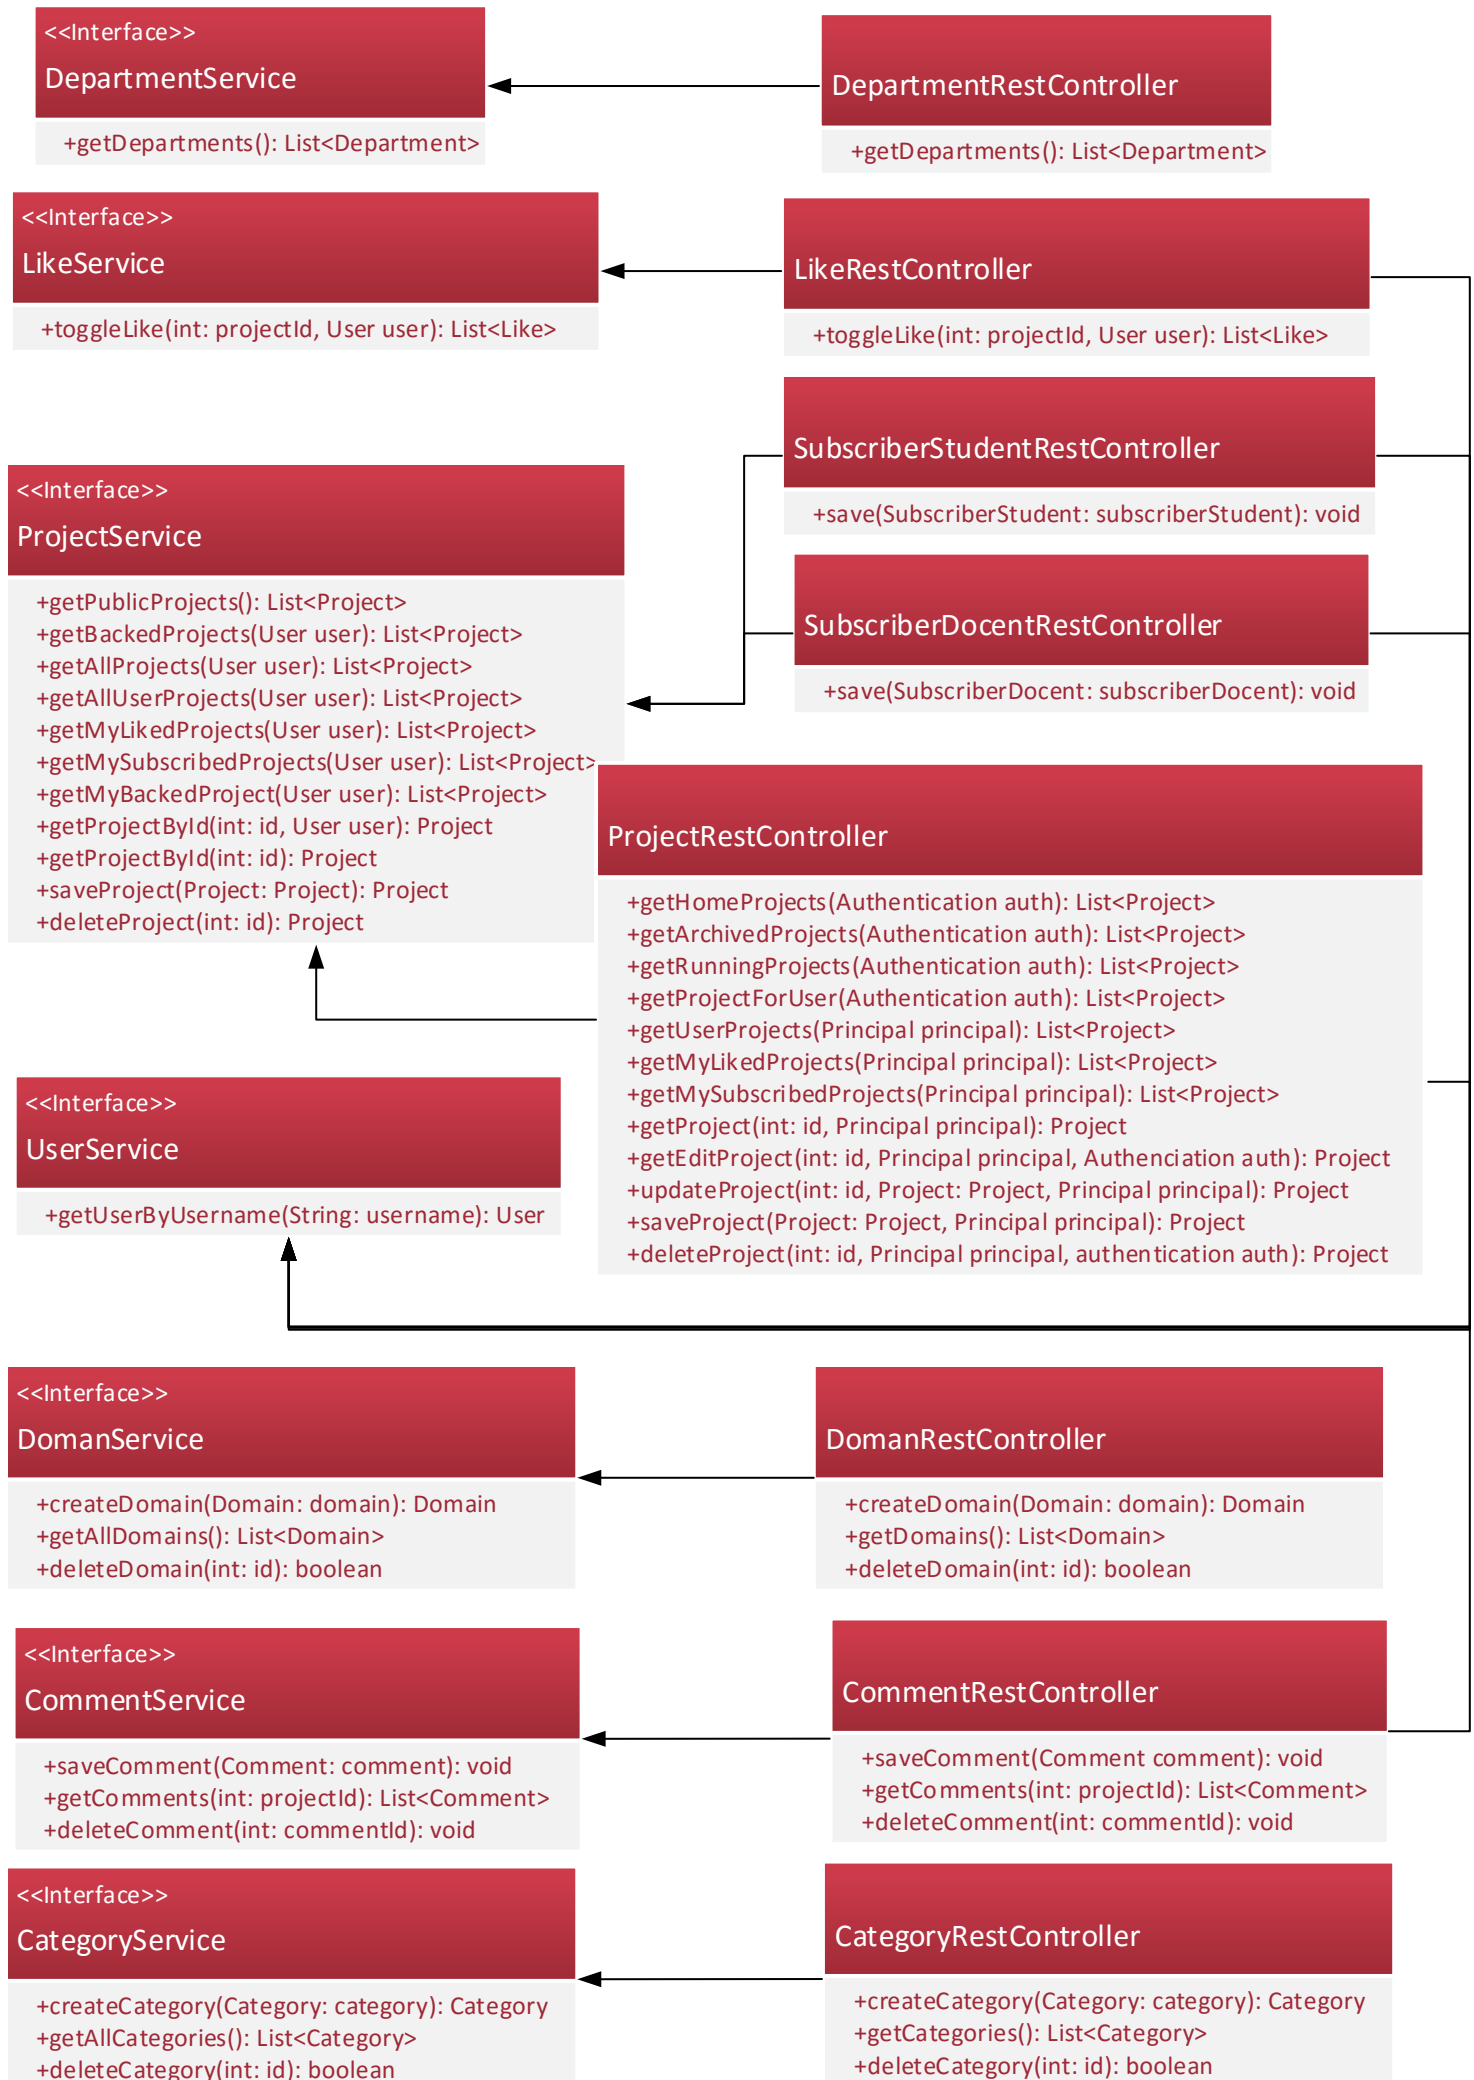 <<Interface>>
DepartmentService
+getDepartments(): List<Department>
DepartmentRestController
+getDepartments(): List<Department>
<<Interface>>
LikeService
+toggleLike(int: projectId, User user): List<Like>
LikeRestController
+toggleLike(int: projectId, User user): List<Like>
SubscriberStudentRestController
+save(SubscriberStudent: subscriberStudent): void
<<Interface>>
ProjectService
+getPublicProjects(): List<Project>
+getBackedProjects(User user): List<Project>
+getAllProjects(User user): List<Project>
+getAllUserProjects(User user): List<Project>
+getMyLikedProjects(User user): List<Project>
+getMySubscribedProjects(User user): List<Project>
+getMyBackedProject(User user): List<Project>
+getProjectById(int: id, User user): Project
+getProjectById(int: id): Project
+saveProject(Project: Project): Project
+deleteProject(int: id): Project
SubscriberDocentRestController
+save(SubscriberDocent: subscriberDocent): void
ProjectRestController
+getHomeProjects(Authentication auth): List<Project>
+getArchivedProjects(Authentication auth): List<Project>
+getRunningProjects(Authentication auth): List<Project>
+getProjectForUser(Authentication auth): List<Project>
+getUserProjects(Principal principal): List<Project>
+getMyLikedProjects(Principal principal): List<Project>
+getMySubscribedProjects(Principal principal): List<Project>
+getProject(int: id, Principal principal): Project
+getEditProject(int: id, Principal principal, Authenciation auth): Project
+updateProject(int: id, Project: Project, Principal principal): Project
+saveProject(Project: Project, Principal principal): Project
+deleteProject(int: id, Principal principal, authentication auth): Project
<<Interface>>
UserService
+getUserByUsername(String: username): User
<<Interface>>
DomanService
+createDomain(Domain: domain): Domain
+getAllDomains(): List<Domain>
+deleteDomain(int: id): boolean
DomanRestController
+createDomain(Domain: domain): Domain
+getDomains(): List<Domain>
+deleteDomain(int: id): boolean
<<Interface>>
CommentService
+saveComment(Comment: comment): void
+getComments(int: projectId): List<Comment>
+deleteComment(int: commentId): void
CommentRestController
+saveComment(Comment comment): void
+getComments(int: projectId): List<Comment>
+deleteComment(int: commentId): void
<<Interface>>
CategoryService
+createCategory(Category: category): Category
+getAllCategories(): List<Category>
+deleteCategory(int: id): boolean
CategoryRestController
+createCategory(Category: category): Category
+getCategories(): List<Category>
+deleteCategory(int: id): boolean